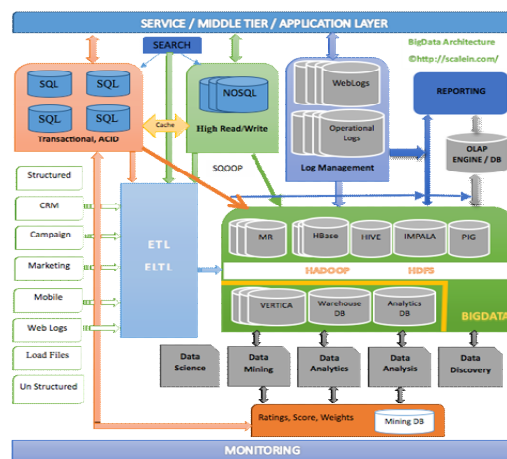 SERVICE / MIDDLE TIER / APPLICATION LAYER
SEARCH
BigData Architecture
©http://scalein.com/
SQL
SQL
SQL
SQL
Transactional, ACID
Cache
NOSQL
High Read/Write
WebLogs
Operational
Logs
Log Management
REPORTING
OLAP
ENGINE / DB
SQOOP
Structured
CRM
Campaign
Marketing
Mobile
Web Logs
Load Files
Un Structured
ETL
ELTL
MR
HBase
HIVE
IMPALA
PIG
HADOOP
HDFS
VERTICA
Warehouse
DB
Analytics
DB
BIGDATA
Data
Science
Data
Mining
Data
Analytics
Data
Analysis
Data
Discovery
Ratings, Score, Weights
Mining DB
MONITORING